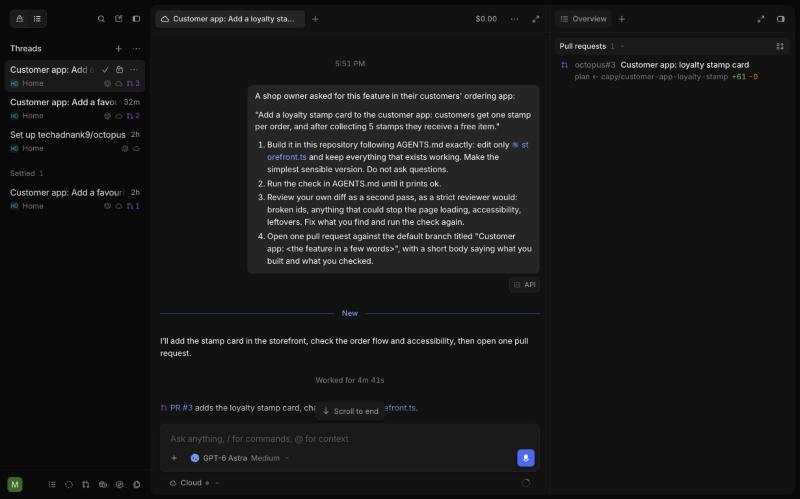 Customer app: Add a loyalty sta...
$0.00
Overview
Threads
Customer app: Add
HO Home
3
Customer app: Add a favou
32m
HO Home
2
Set up techadnank9/octopus
2h
HO Home
Settled 1
Customer app: Add a favouri
2h
HO Home
1
M
5:51 PM
A shop owner asked for this feature in their customers' ordering app:
"Add a loyalty stamp card to the customer app: customers get one stamp
per order, and after collecting 5 stamps they receive a free item."
1. Build it in this repository following AGENTS.md exactly: edit only st
orefront.ts and keep everything that exists working. Make the
simplest sensible version. Do not ask questions.
2. Run the check in AGENTS.md until it prints ok.
3. Review your own diff as a second pass, as a strict reviewer would:
broken ids, anything that could stop the page loading, accessibility,
leftovers. Fix what you find and run the check again.
4. Open one pull request against the default branch titled "Customer
app: <the feature in a few words>", with a short body saying what you
built and what you checked.
API
New
I'll add the stamp card in the storefront, check the order flow and accessibility, then open one pull
request.
Worked for 4m 41s
PR #3 adds the loyalty stamp card, cha
efront.ts.
Scroll to end
Ask anything, / for commands, @ for context
GPT-6 Astra Medium
Cloud
Pull requests 1
octopus#3 Customer app: loyalty stamp card
plan ← capy/customer-app-loyalty-stamp +61 -0